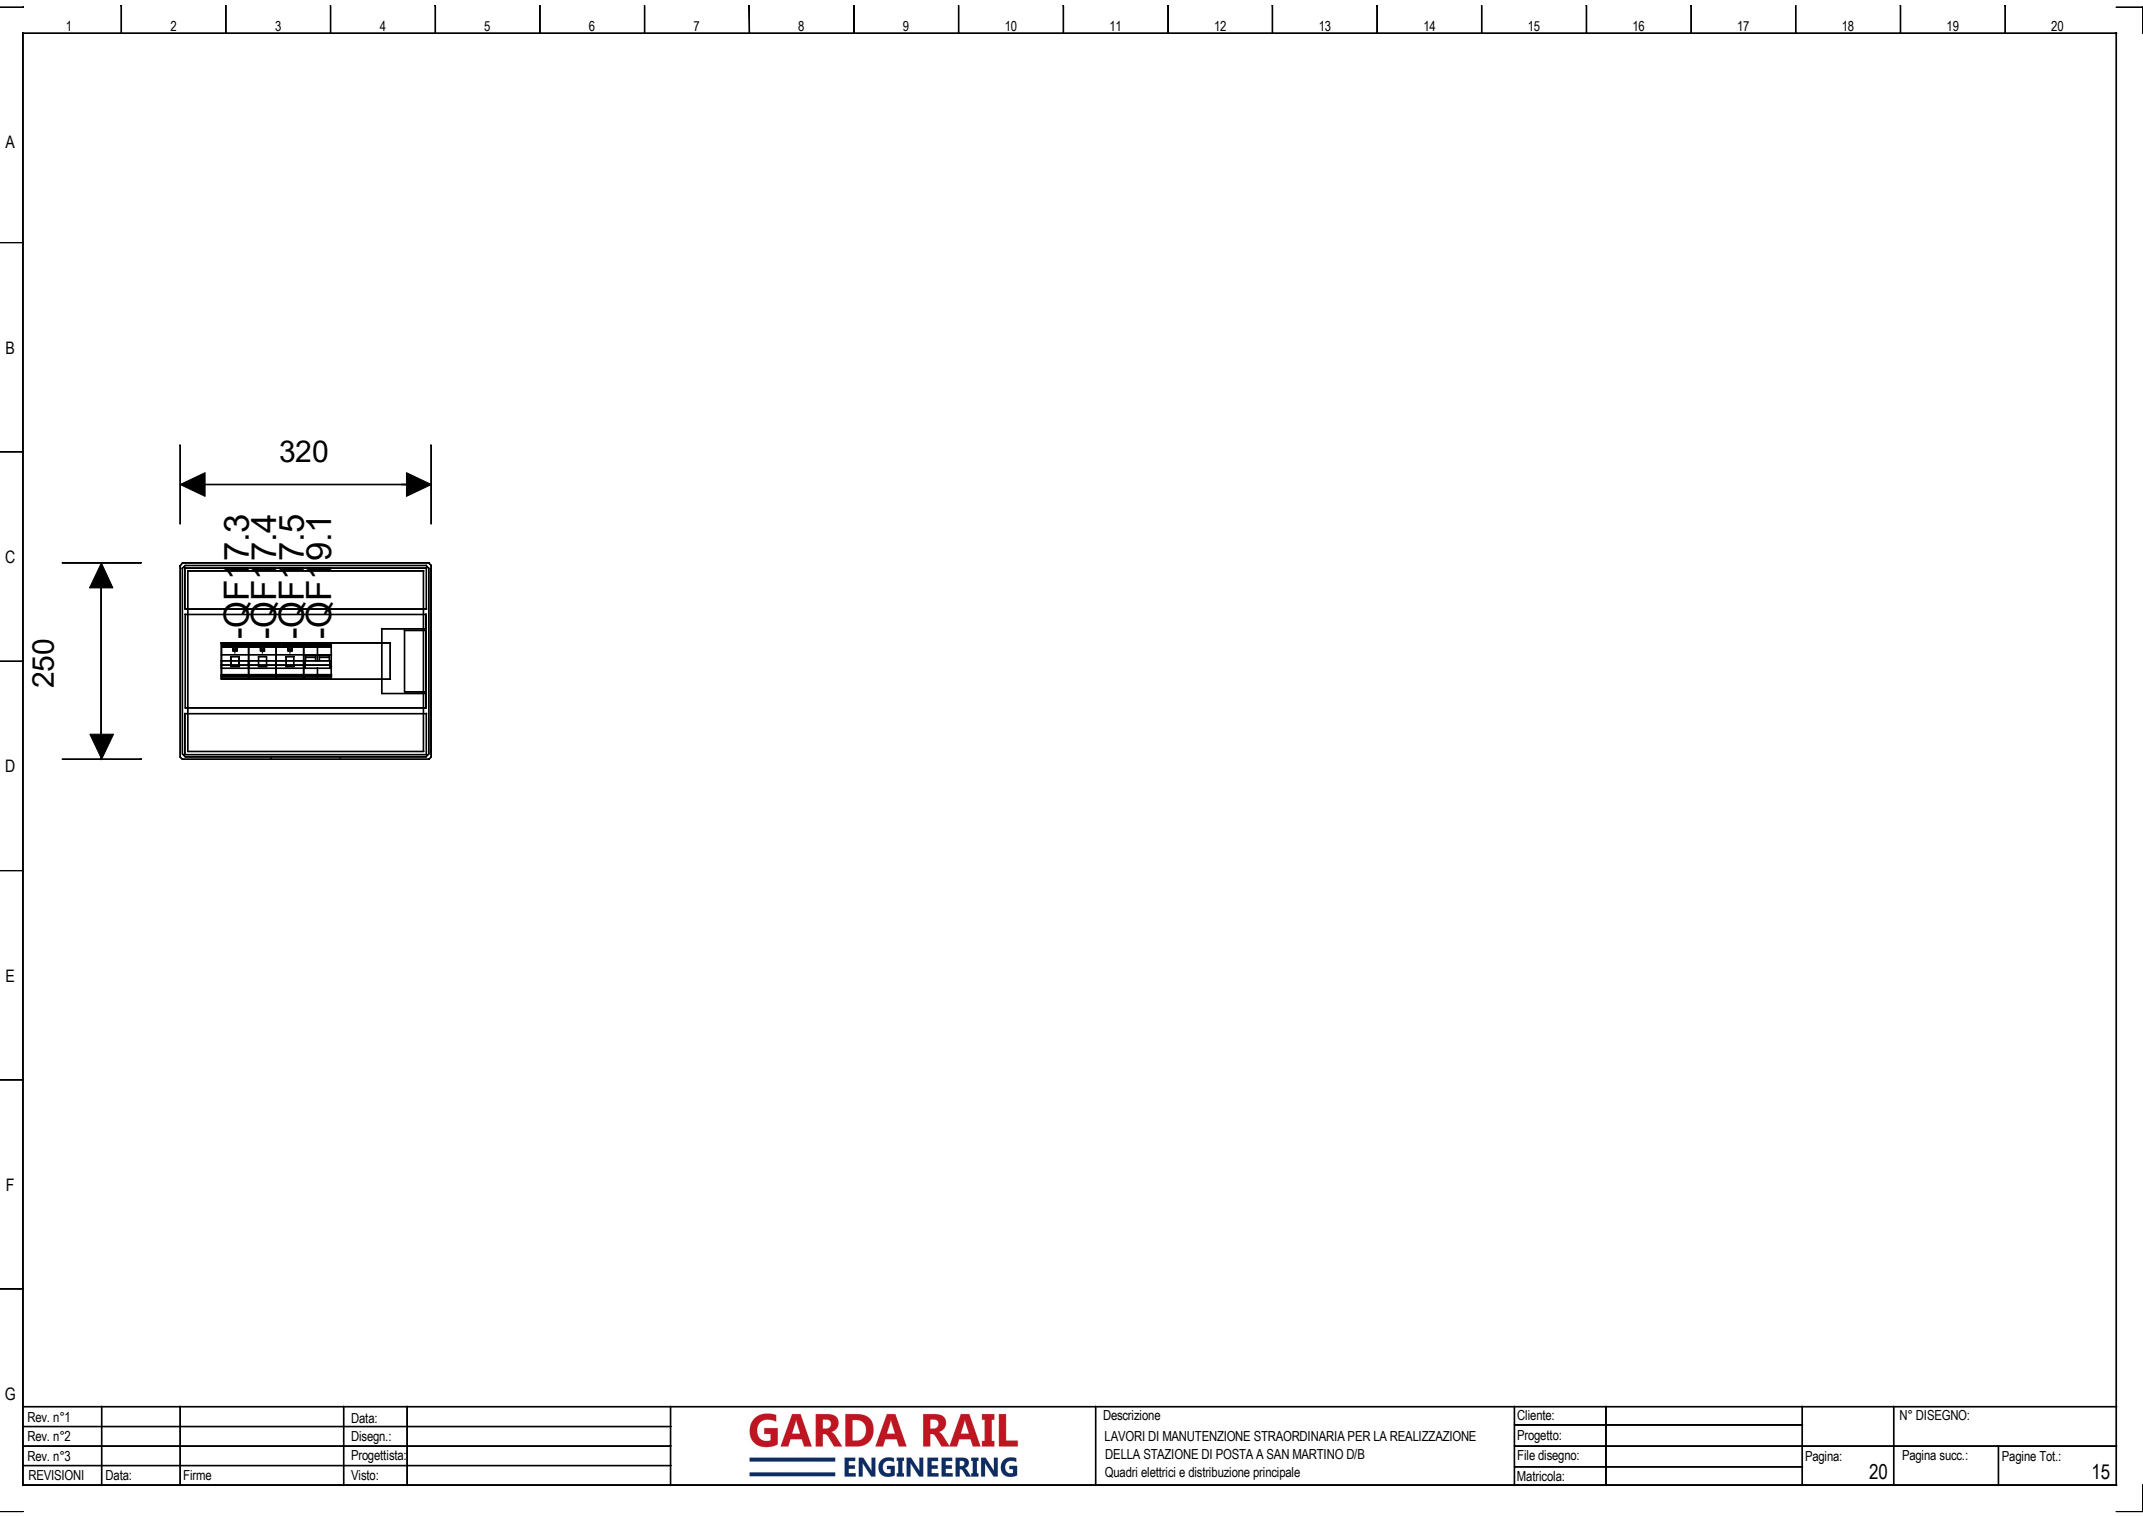 1 2 3 4 5 6 7 8 9 10 11 12 13 14 15 16 17 18 19 20
A
B
C
D
E
F
G
320
250
-QF17.3
-QF17.4
-QF17.5
-QF19.1
Rev. n°1
Rev. n°2
Rev. n°3
REVISIONI Data: Firme
Data:
Disegn.:
Progettista:
Visto:
GARDA RAIL
ENGINEERING
Descrizione
LAVORI DI MANUTENZIONE STRAORDINARIA PER LA REALIZZAZIONE
DELLA STAZIONE DI POSTA A SAN MARTINO D/B
Quadri elettrici e distribuzione principale
Cliente:
Progetto:
File disegno:
Matricola:
N° DISEGNO:
Pagina: 20
Pagina succ.:
Pagine Tot.: 15